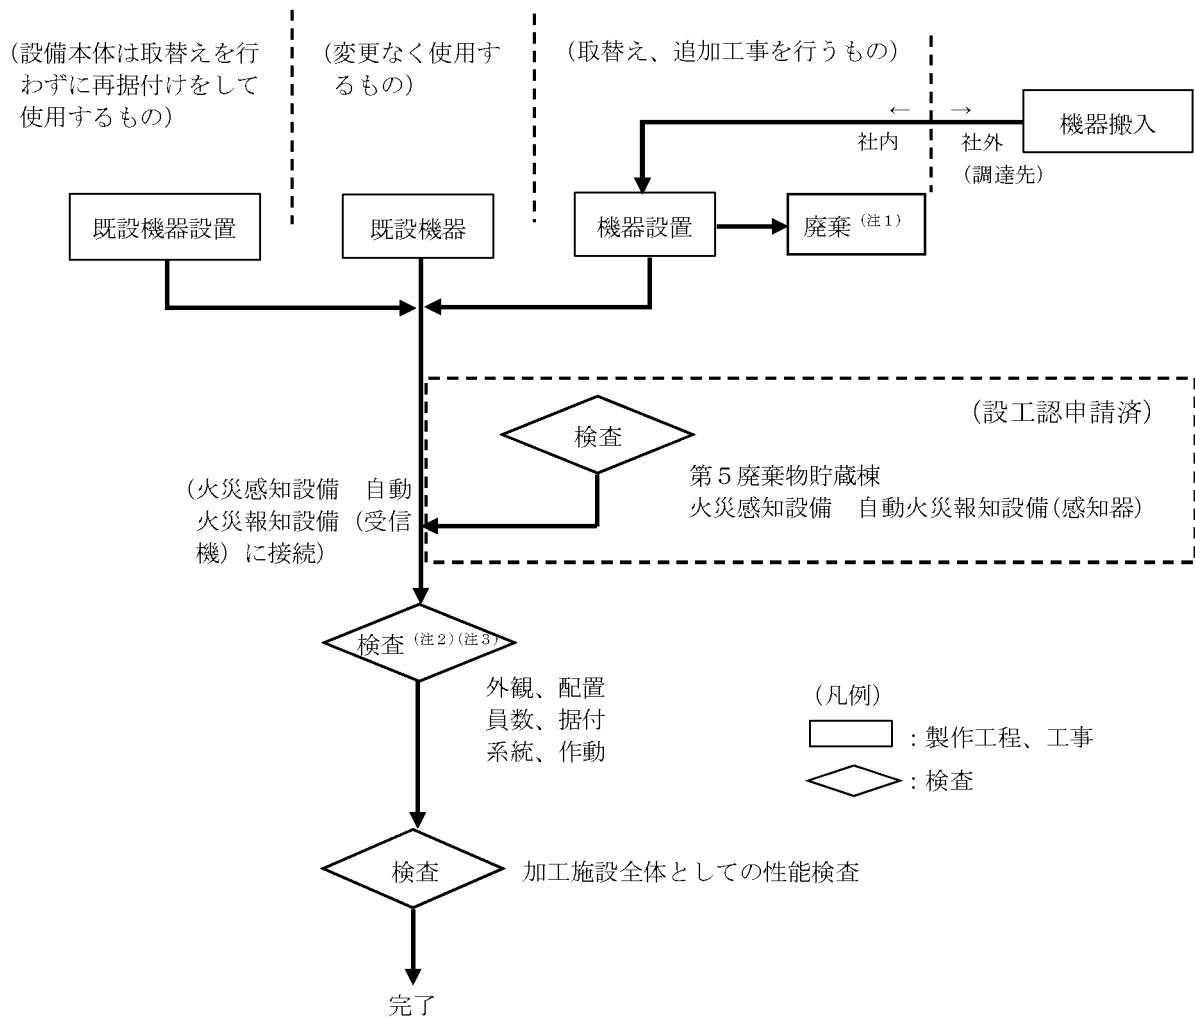 (設備本体は取替えを行
わずに再据付けをして
使用するもの)
(変更なく使用す
るもの)
(取替え、追加工事を行うもの)
← →
社内 社外
(調達先)
機器搬入
既設機器設置
既設機器
機器設置
廃棄(注1)
(設工認申請済)
検査
第5廃棄物貯蔵棟
火災感知設備 自動火災報知設備(感知器)
(火災感知設備 自動
火災報知設備(受信
機)に接続)
検査(注2)(注3)
外観、配置
員数、据付
系統、作動
(凡例)
:製作工程、工事
:検査
検査
加工施設全体としての性能検査
完了